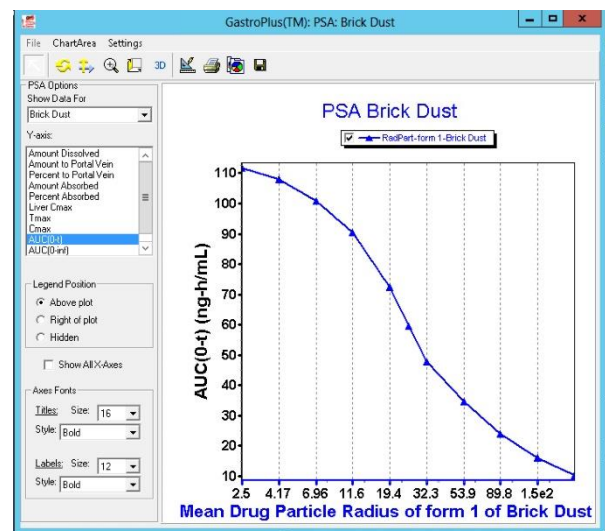 GastroPlus(TM): PSA: Brick Dust
File ChartArea Settings
3D
PSA Options
Show Data For
Brick Dust
Y-axis:
Amount Dissolved
Amount to Portal Vein
Percent to Portal Vein
Amount Absorbed
Percent Absorbed
Liver Cmax
Tmax
Cmax
AUC(0-t)
AUC(0-inf)
Legend Position
Above plot
Right of plot
Hidden
Show All X-Axes
Axes Fonts
Titles: Size: 16
Style: Bold
Labels: Size: 12
Style: Bold
PSA Brick Dust
RadPart-form 1-Brick Dust
AUC(0-t) (ng-h/mL)
110
100
90
80
70
60
50
40
30
20
10
2.5 4.17 6.96 11.6 19.4 32.3 53.9 89.8 1.5e2
Mean Drug Particle Radius of form 1 of Brick Dust